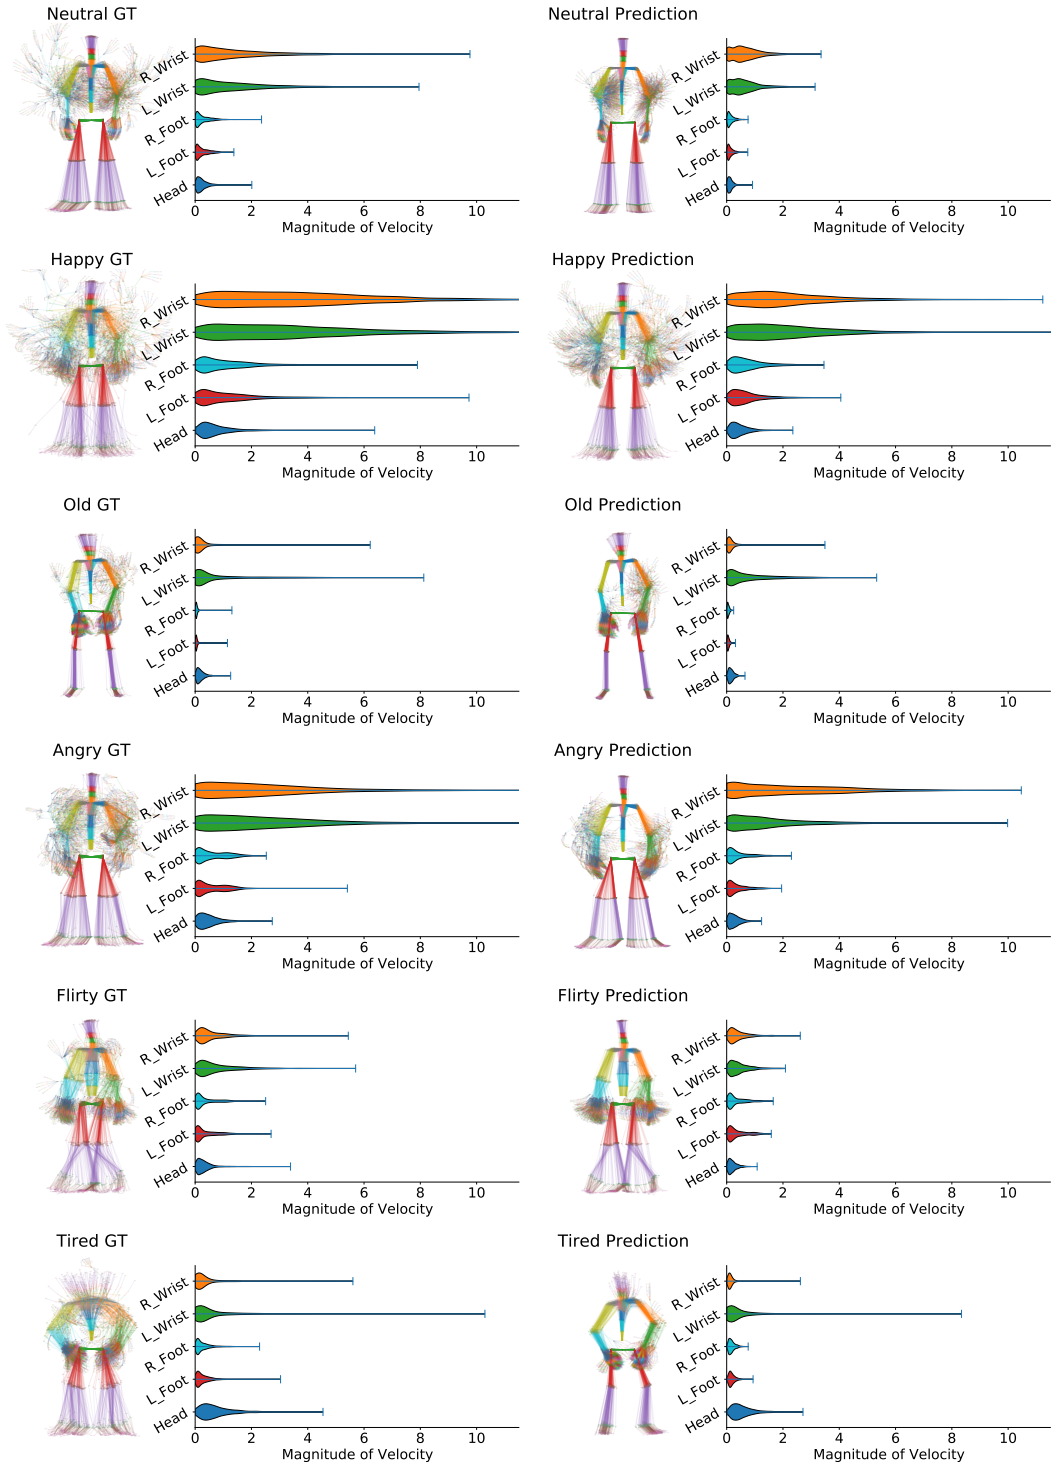 Neutral GT
R_Wrist
L_Wrist
R_Foot
L_Foot
Head
0 2 4 6 8 10
Magnitude of Velocity
Neutral Prediction
R_Wrist
L_Wrist
R_Foot
L_Foot
Head
0 2 4 6 8 10
Magnitude of Velocity
Happy GT
R_Wrist
L_Wrist
R_Foot
L_Foot
Head
0 2 4 6 8 10
Magnitude of Velocity
Happy Prediction
R_Wrist
L_Wrist
R_Foot
L_Foot
Head
0 2 4 6 8 10
Magnitude of Velocity
Old GT
R_Wrist
L_Wrist
R_Foot
L_Foot
Head
0 2 4 6 8 10
Magnitude of Velocity
Old Prediction
R_Wrist
L_Wrist
R_Foot
L_Foot
Head
0 2 4 6 8 10
Magnitude of Velocity
Angry GT
R_Wrist
L_Wrist
R_Foot
L_Foot
Head
0 2 4 6 8 10
Magnitude of Velocity
Angry Prediction
R_Wrist
L_Wrist
R_Foot
L_Foot
Head
0 2 4 6 8 10
Magnitude of Velocity
Flirty GT
R_Wrist
L_Wrist
R_Foot
L_Foot
Head
0 2 4 6 8 10
Magnitude of Velocity
Flirty Prediction
R_Wrist
L_Wrist
R_Foot
L_Foot
Head
0 2 4 6 8 10
Magnitude of Velocity
Tired GT
R_Wrist
L_Wrist
R_Foot
L_Foot
Head
0 2 4 6 8 10
Magnitude of Velocity
Tired Prediction
R_Wrist
L_Wrist
R_Foot
L_Foot
Head
0 2 4 6 8 10
Magnitude of Velocity